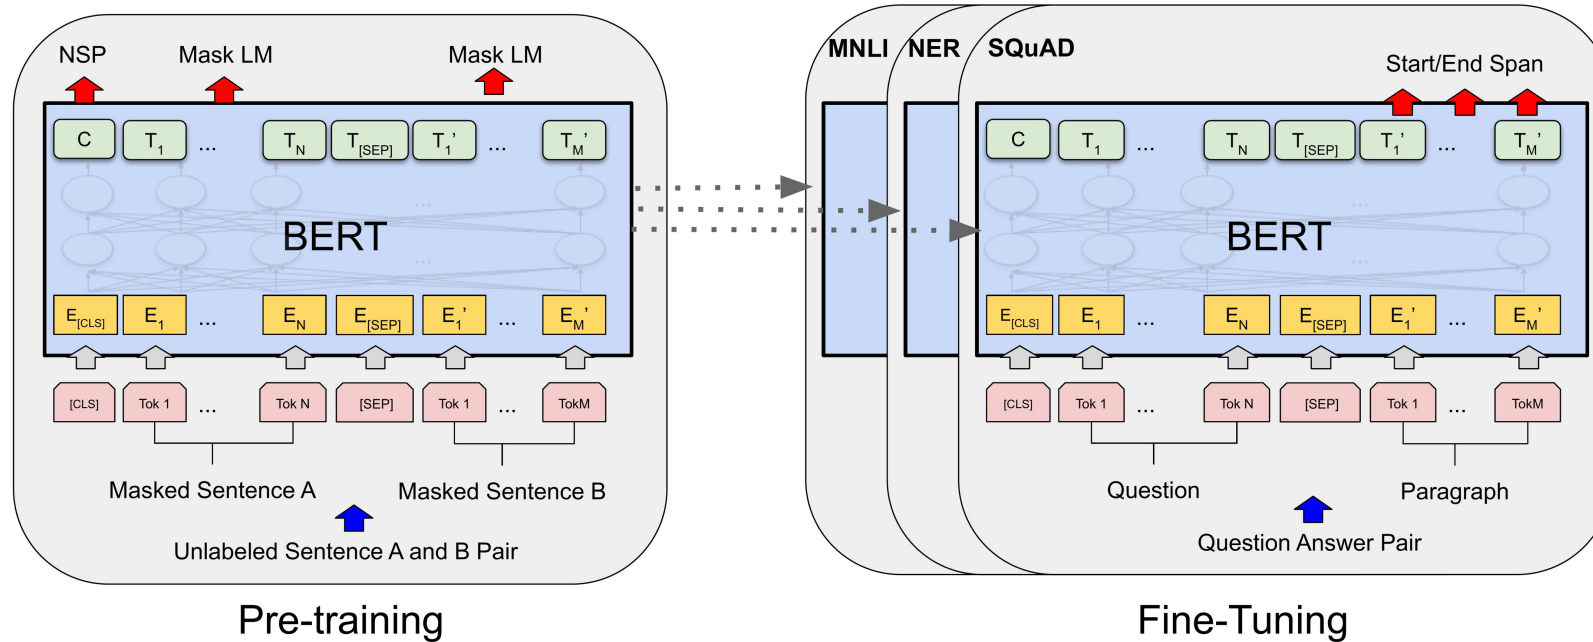 NSP Mask LM Mask LM
C T1 ... TN T[SEP] T1' ... TM'
...
BERT
...
E[CLS] E1 ... EN E[SEP] E1' ... EM'
[CLS] Tok 1 ... Tok N [SEP] Tok 1 ... TokM
Masked Sentence A Masked Sentence B
Unlabeled Sentence A and B Pair
Pre-training
MNLI NER SQuAD
Start/End Span
C T1 ... TN T[SEP] T1' ... TM'
...
BERT
...
E[CLS] E1 ... EN E[SEP] E1' ... EM'
[CLS] Tok 1 ... Tok N [SEP] Tok 1 ... TokM
Question Paragraph
Question Answer Pair
Fine-Tuning